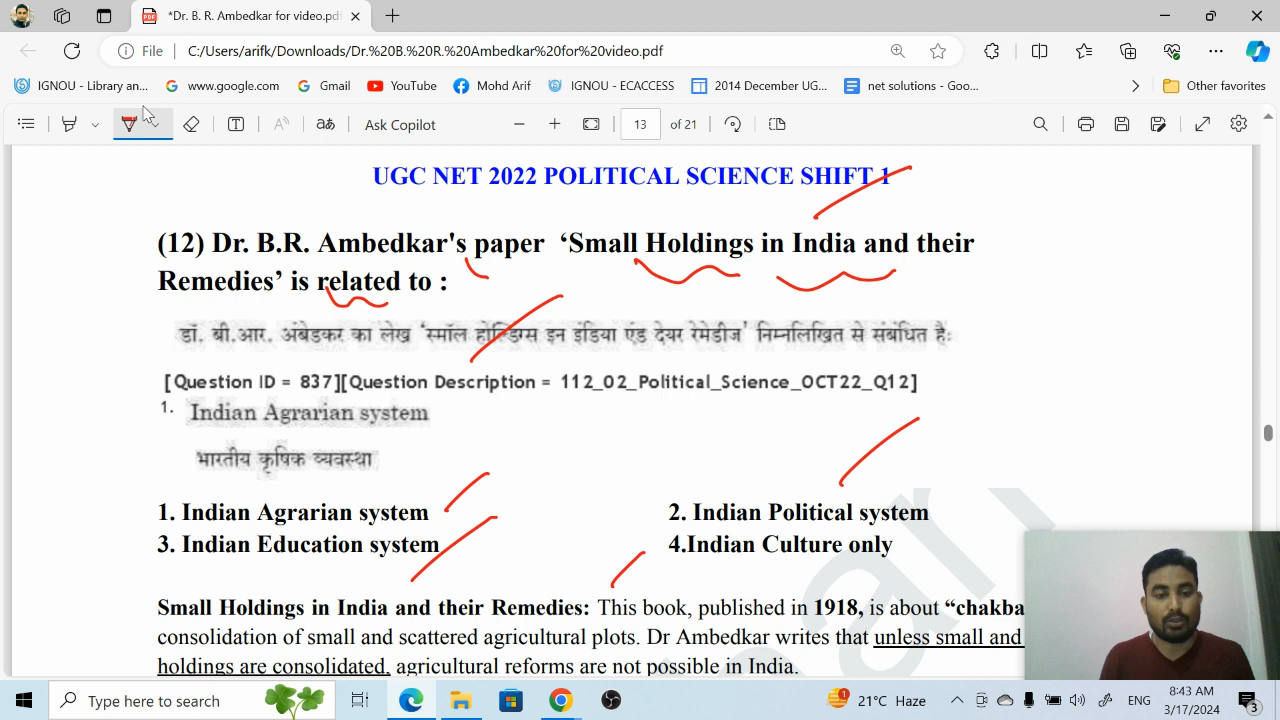 *Dr. B. R. Ambedkar for video.pdf
File C:/Users/arifk/Downloads/Dr.%20B.%20R.%20Ambedkar%20for%20video.pdf
IGNOU - Library an... www.google.com Gmail YouTube Mohd Arif IGNOU - ECACCESS 2014 December UG... net solutions - Goo... Other favorites
Ask Copilot 13 of 21
UGC NET 2022 POLITICAL SCIENCE SHIFT 1
(12) Dr. B.R. Ambedkar's paper ‘Small Holdings in India and their
Remedies’ is related to :
डॉ. बी.आर. अंबेडकर का लेख ‘स्मॉल होल्डिंग्स इन इंडिया एंड देयर रेमेडीज’ निम्नलिखित से संबंधित है:
[Question ID = 837][Question Description = 112_02_Political_Science_OCT22_Q12]
1. Indian Agrarian system
भारतीय कृषिक व्यवस्था
1. Indian Agrarian system 2. Indian Political system
3. Indian Education system 4.Indian Culture only
Small Holdings in India and their Remedies: This book, published in 1918, is about “chakba
consolidation of small and scattered agricultural plots. Dr Ambedkar writes that unless small and
holdings are consolidated, agricultural reforms are not possible in India.
Type here to search 21°C Haze ENG 8:43 AM
3/17/2024 3